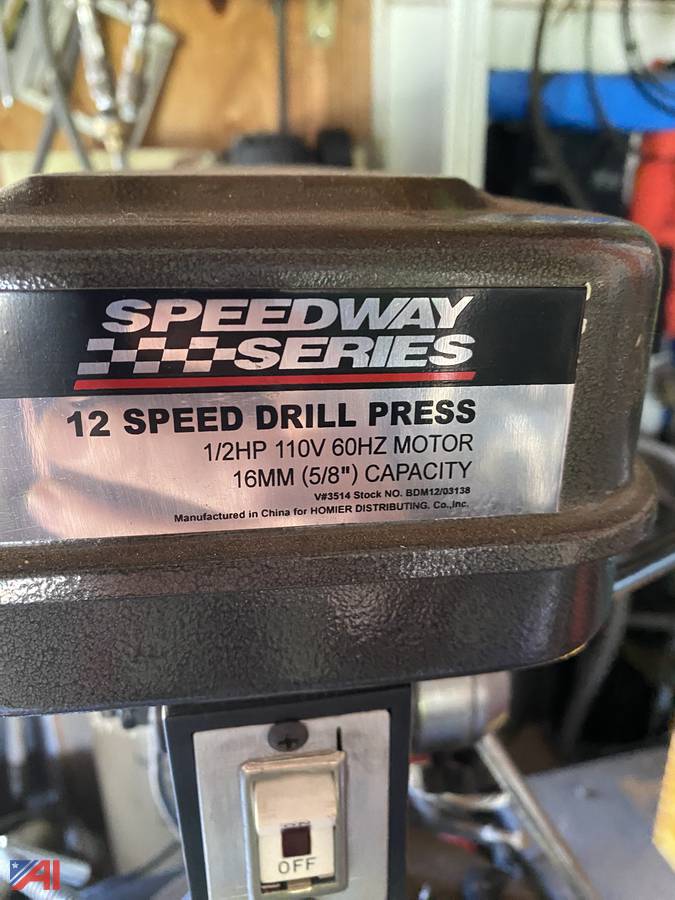 SPEEDWAY
SERIES
12 SPEED DRILL PRESS
1/2HP 110V 60HZ MOTOR
16MM (5/8") CAPACITY
V#3514 Stock NO. BDM12/03138
Manufactured in China for HOMIER DISTRIBUTING. Co.,Inc.
OFF
AI